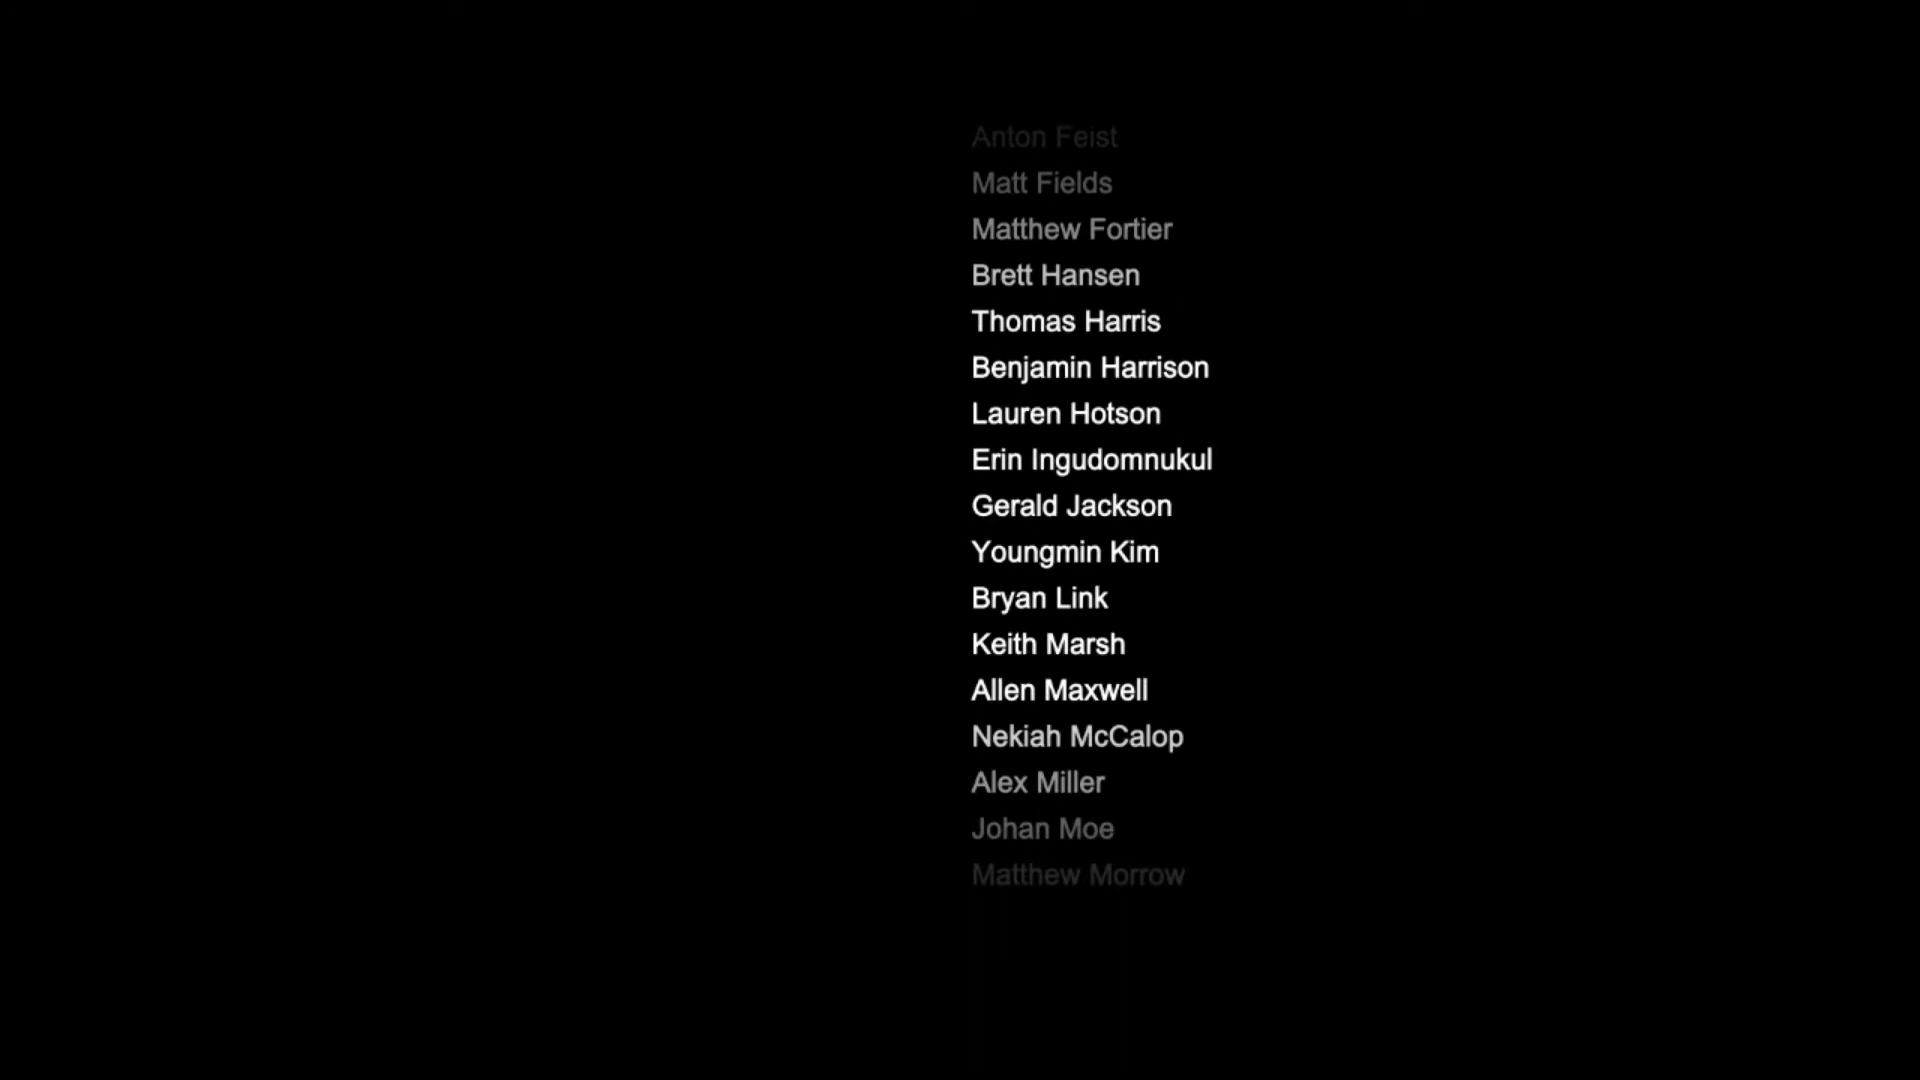 Anton Feist
Matt Fields
Matthew Fortier
Brett Hansen
Thomas Harris
Benjamin Harrison
Lauren Hotson
Erin Ingudomnukul
Gerald Jackson
Youngmin Kim
Bryan Link
Keith Marsh
Allen Maxwell
Nekiah McCalop
Alex Miller
Johan Moe
Matthew Morrow